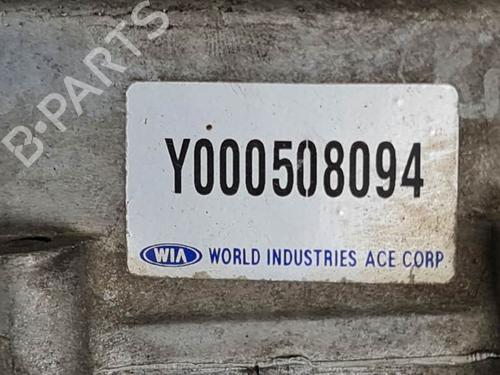 B-PARTS
Y000508094
WIA WORLD INDUSTRIES ACE CORP